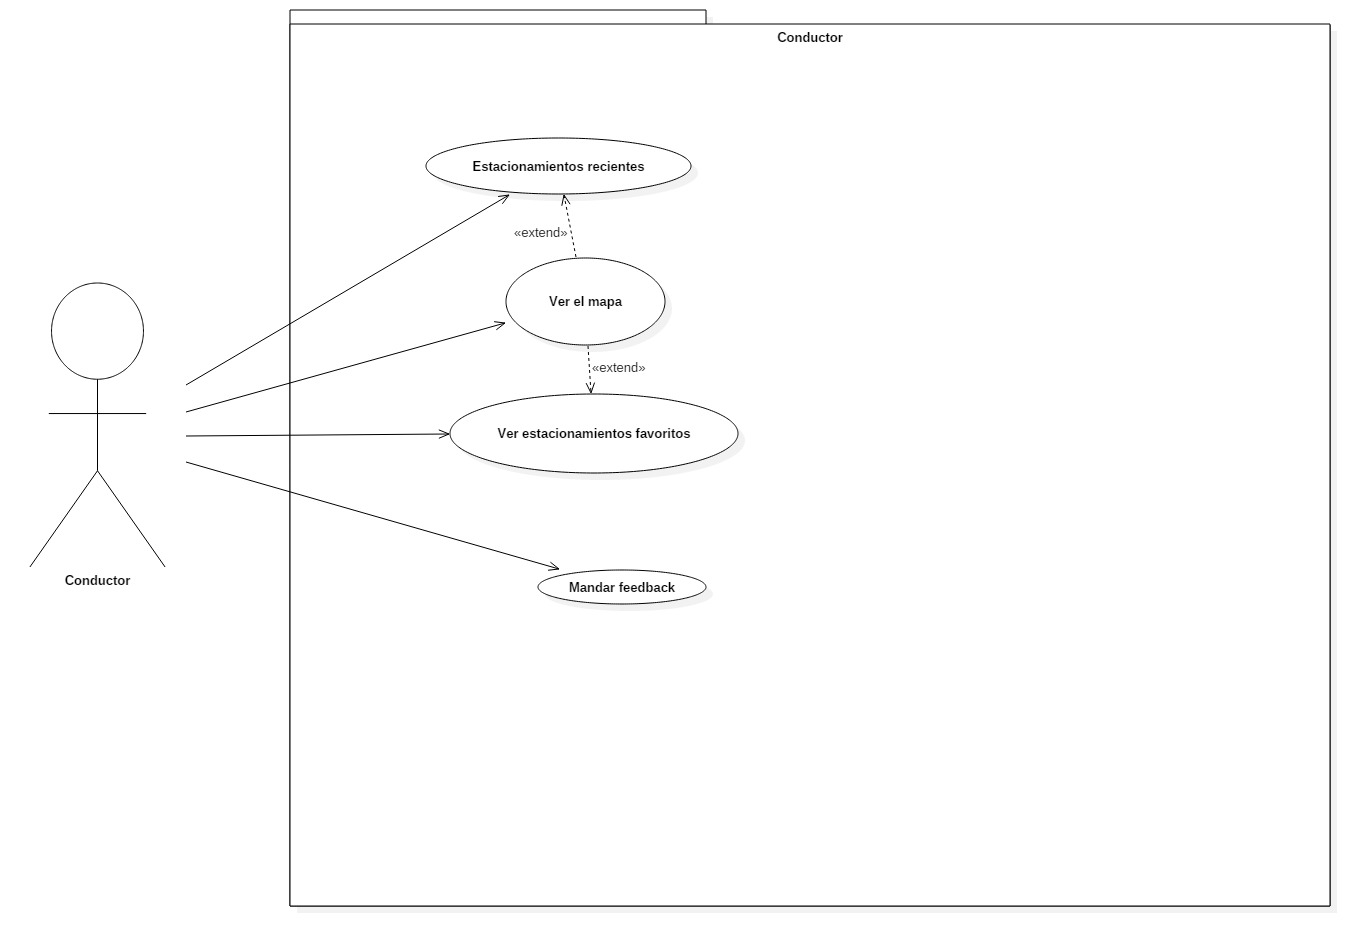 Conductor
Estacionamientos recientes
«extend»
Ver el mapa
«extend»
Ver estacionamientos favoritos
Mandar feedback
Conductor